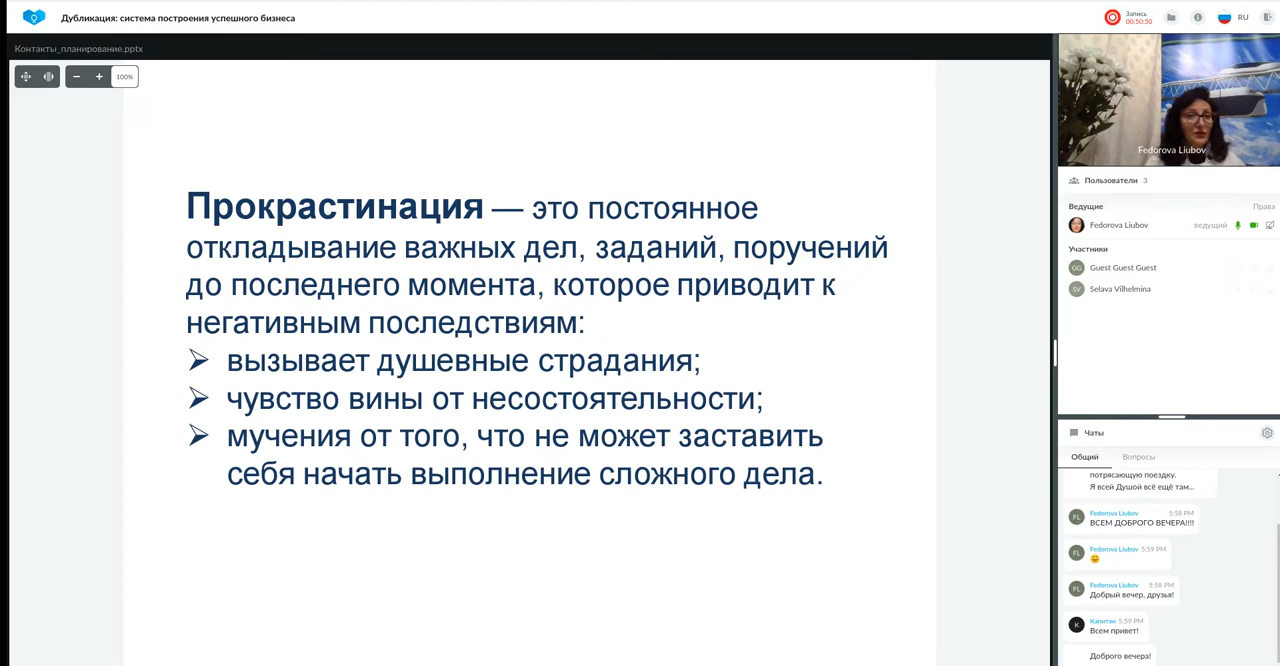 Дубликация: система построения успешного бизнеса
Запись
00:50:50
RU
Контакты_планирование.pptx
100%
Прокрастинация — это постоянное
откладывание важных дел, заданий, поручений
до последнего момента, которое приводит к
негативным последствиям:
вызывает душевные страдания;
чувство вины от несостоятельности;
мучения от того, что не может заставить
себя начать выполнение сложного дела.
Fedorova Liubov
Пользователи 3
Ведущие Права
Fedorova Liubov ведущий
Участники
GG Guest Guest Guest
SV Selava Vilhelmina
Чаты
Общий Вопросы
потрясающую поездку.
Я всей Душой всё ещё там...
FL Fedorova Liubov 5:58 PM
ВСЕМ ДОБРОГО ВЕЧЕРА!!!!
FL Fedorova Liubov 5:59 PM
😊
FL Fedorova Liubov 5:58 PM
Добрый вечер, друзья!
К Капитан 5:59 PM
Всем привет!
Доброго вечера!